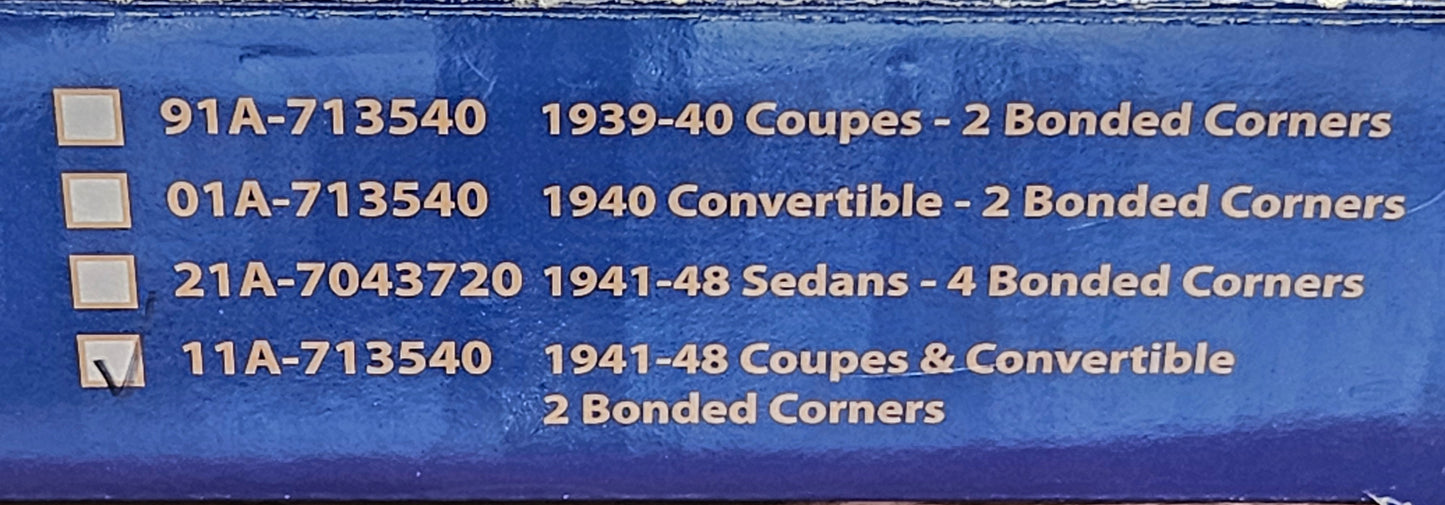 91A-713540 1939-40 Coupes - 2 Bonded Corners
01A-713540 1940 Convertible - 2 Bonded Corners
21A-7043720 1941-48 Sedans - 4 Bonded Corners
11A-713540 1941-48 Coupes & Convertible
2 Bonded Corners